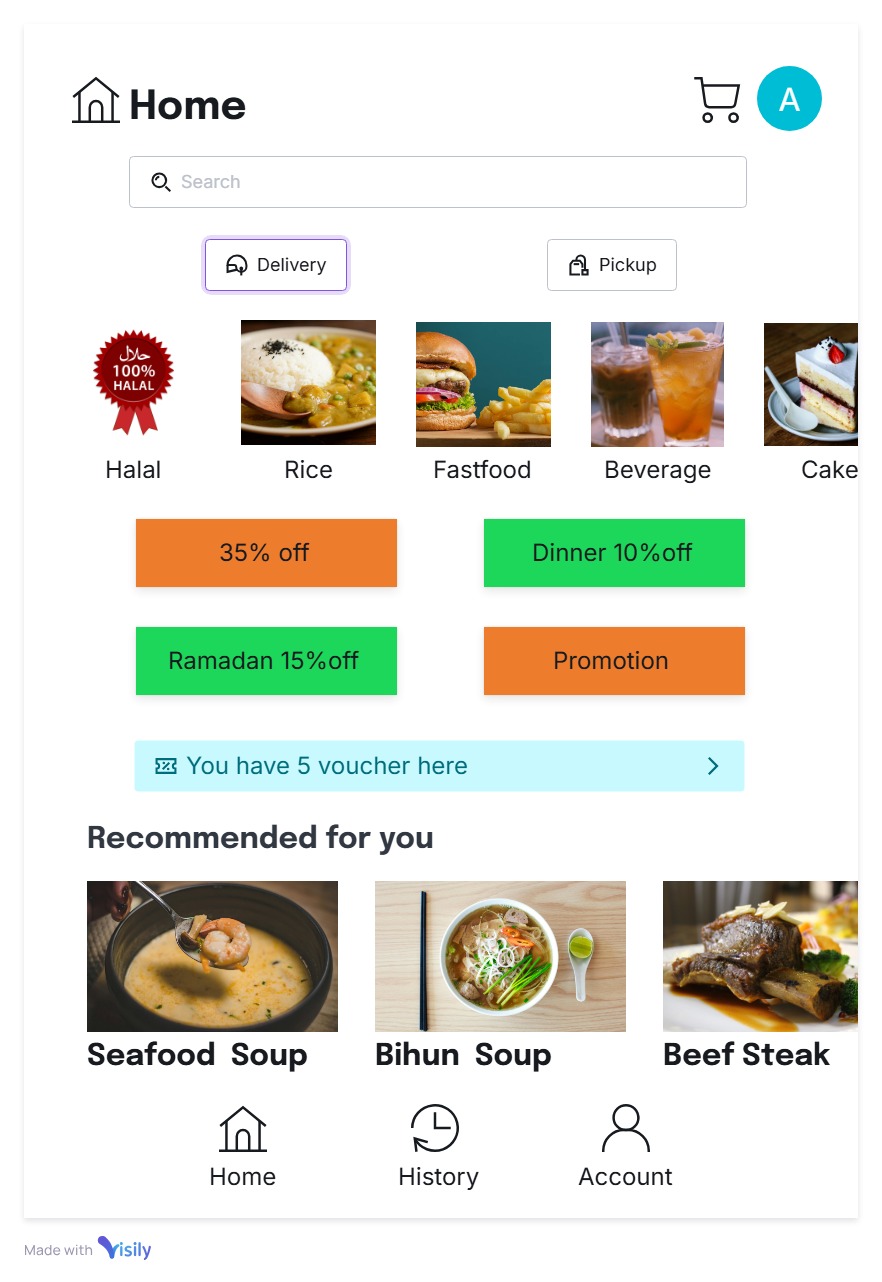 Home
A
Search
Delivery
Pickup
حلال
100%
HALAL
Halal
Rice
Fastfood
Beverage
Cake
35% off
Dinner 10%off
Ramadan 15%off
Promotion
You have 5 voucher here
Recommended for you
Seafood Soup
Bihun Soup
Beef Steak
Home
History
Account
Made with Visily